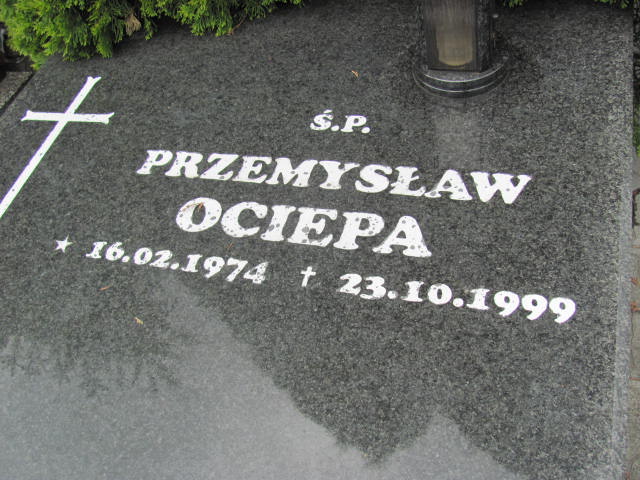 Ś.P.
PRZEMYSŁAW
OCIEPA
★ 16.02.1974 ✝ 23.10.1999